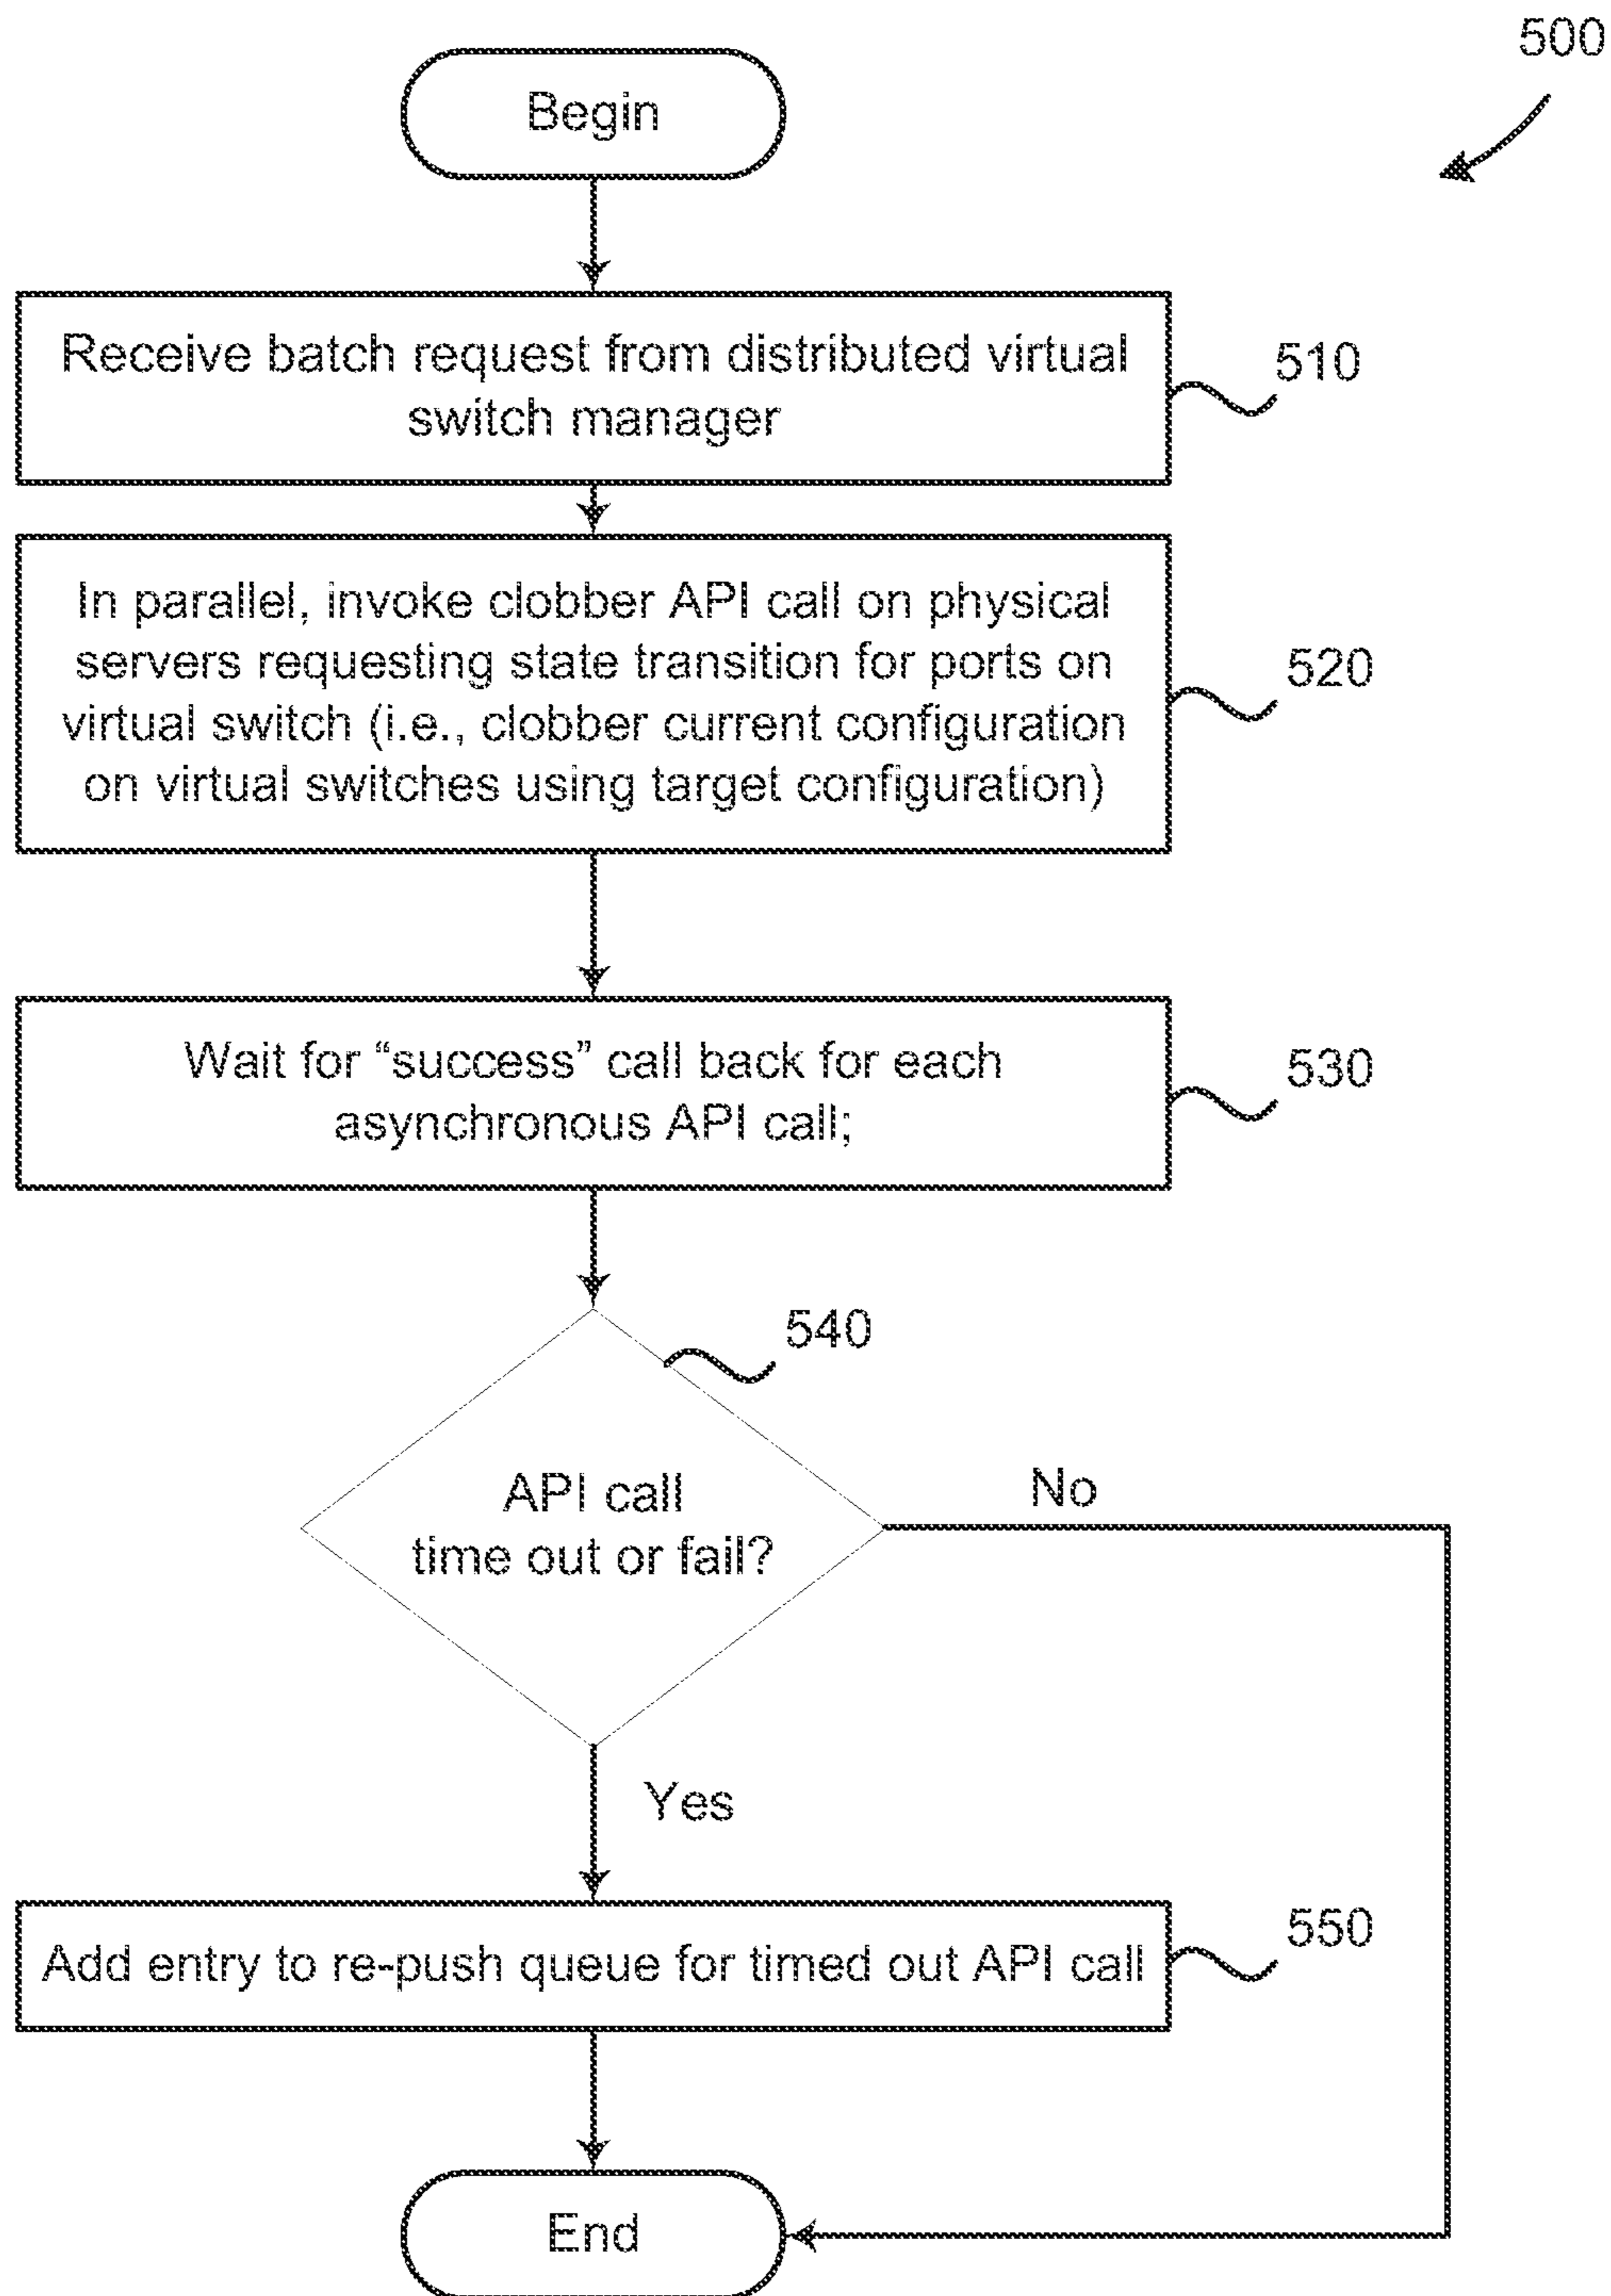 500
Begin
Receive batch request from distributed virtual
switch manager
510
In parallel, invoke clobber API call on physical
servers requesting state transition for ports on
virtual switch (i.e., clobber current configuration
on virtual switches using target configuration)
520
Wait for “success” call back for each
asynchronous API call;
530
540
API call
time out or fail?
No
Yes
Add entry to re-push queue for timed out API call
550
End